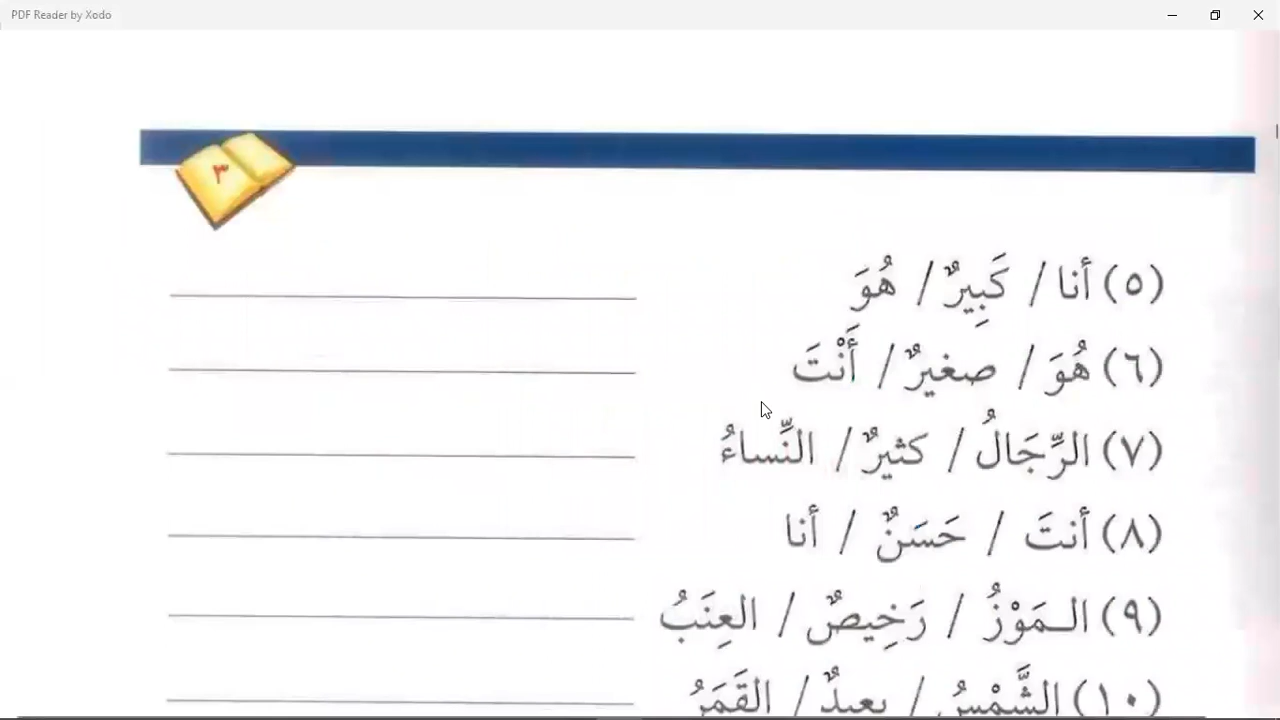 PDF Reader by Xodo
٣
(٥) أنا / كَبِيرٌ / هُوَ
(٦) هُوَ / صغيرٌ / أَنْتَ
(٧) الرِّجَالُ / كثيرٌ / النِّساءُ
(٨) أنتَ / حَسَنٌ / أنا
(٩) الـمَوْزُ / رَخِيصٌ / العِنَبُ
(١٠) الشَّمْسُ / بعيدٌ / القَمَرُ